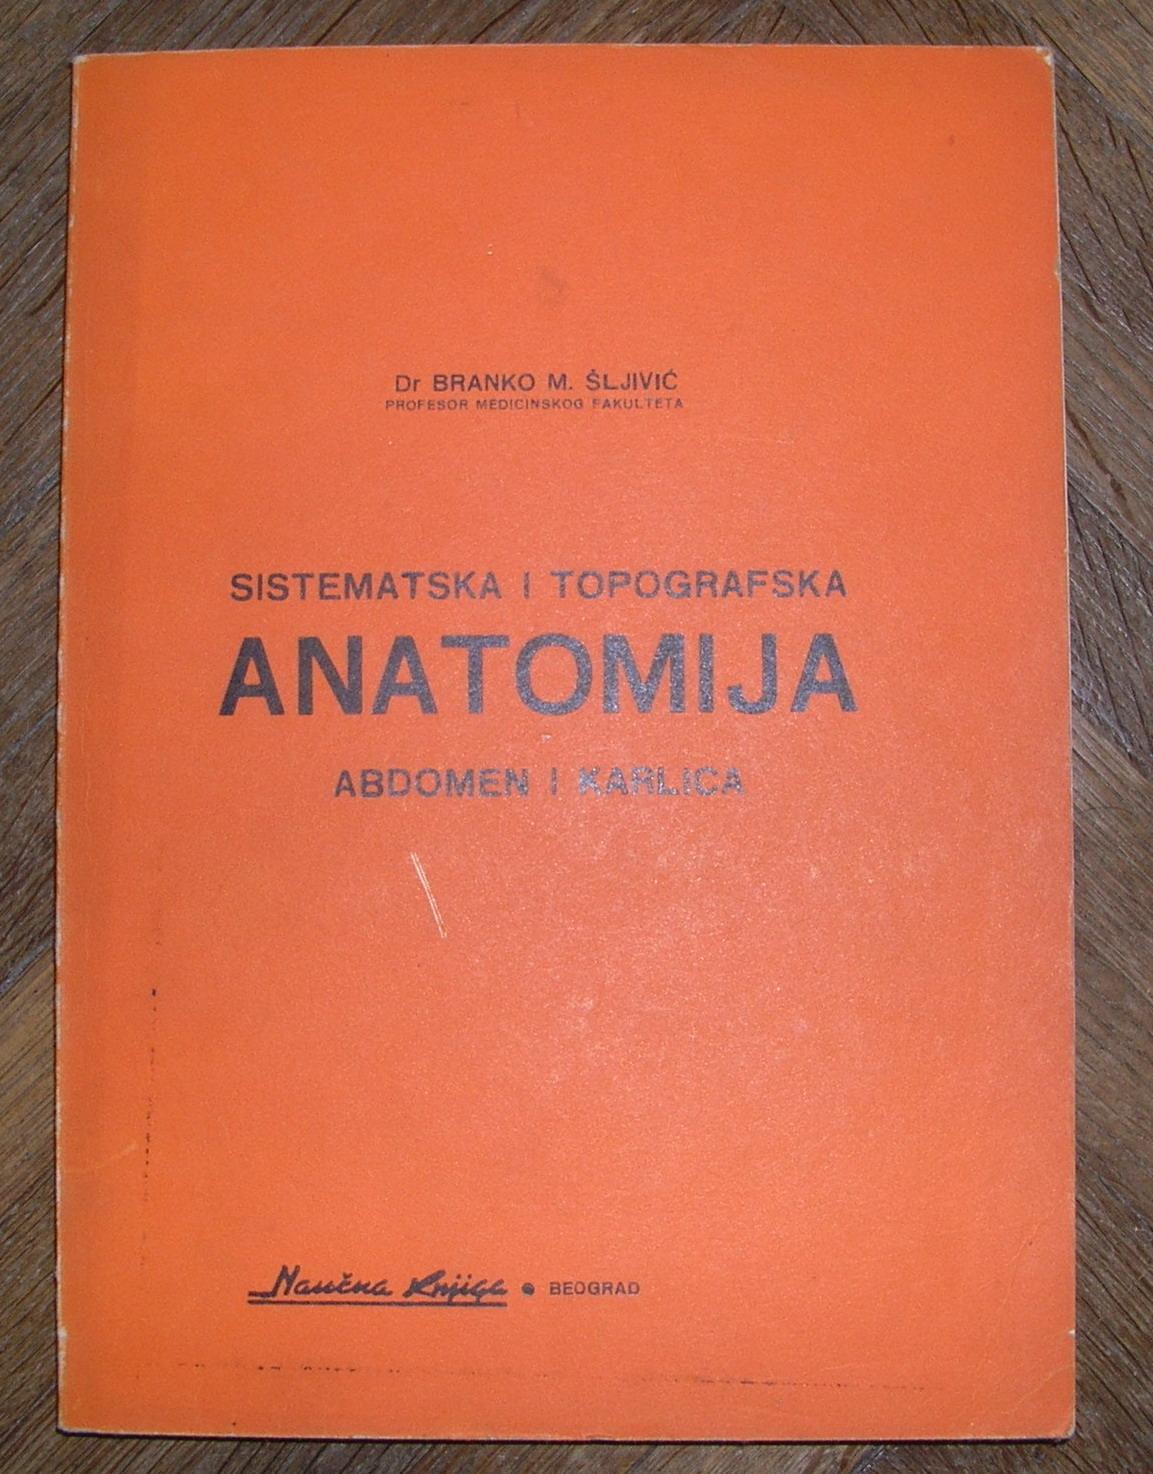 Dr BRANKO M. ŠLJIVIĆ
PROFESOR MEDICINSKOG FAKULTETA
SISTEMATSKA I TOPOGRAFSKA
ANATOMIJA
ABDOMEN I KARLICA
Naučna Knjiga • BEOGRAD